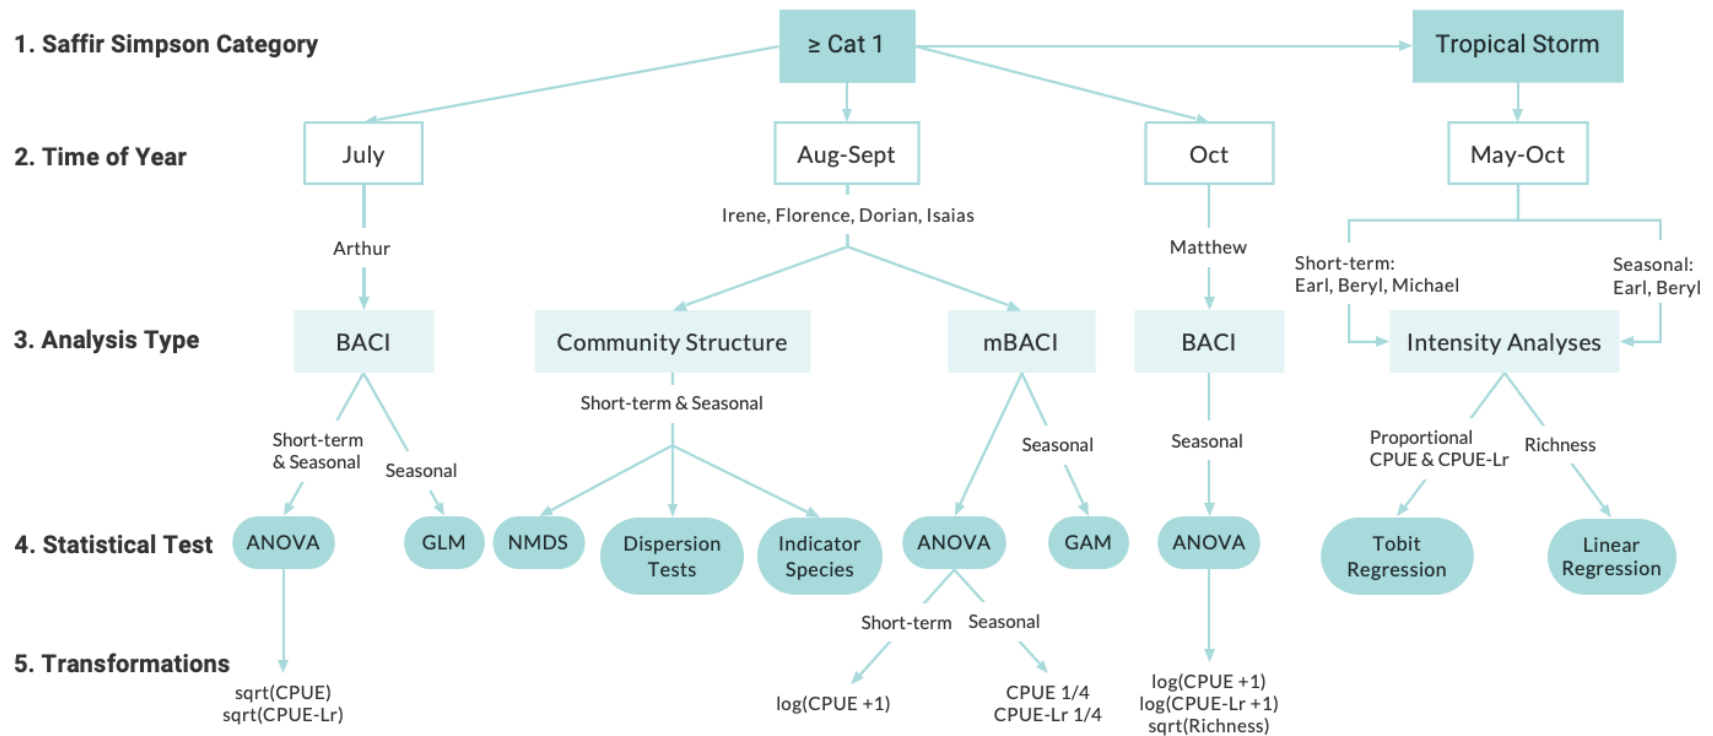 1. Saffir Simpson Category
≥ Cat 1
Tropical Storm
2. Time of Year
July
Aug-Sept
Oct
May-Oct
Irene, Florence, Dorian, Isaias
Arthur
Matthew
Short-term:
Earl, Beryl, Michael
Seasonal:
Earl, Beryl
3. Analysis Type
BACI
Community Structure
mBACI
BACI
Intensity Analyses
Short-term & Seasonal
Short-term
& Seasonal
Seasonal
Seasonal
Seasonal
Proportional
CPUE & CPUE-Lr
Richness
4. Statistical Test
ANOVA
GLM
NMDS
Dispersion
Tests
Indicator
Species
ANOVA
GAM
ANOVA
Tobit
Regression
Linear
Regression
Short-term
Seasonal
5. Transformations
sqrt(CPUE)
sqrt(CPUE-Lr)
log(CPUE +1)
CPUE 1/4
CPUE-Lr 1/4
log(CPUE +1)
log(CPUE-Lr +1)
sqrt(Richness)